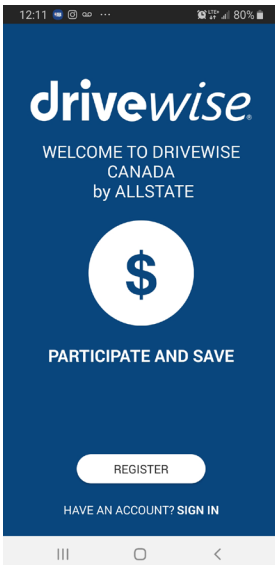 12:11 ... LTE+ 80%
drivewise®
WELCOME TO DRIVEWISE
CANADA
by ALLSTATE
$
PARTICIPATE AND SAVE
REGISTER
HAVE AN ACCOUNT? SIGN IN